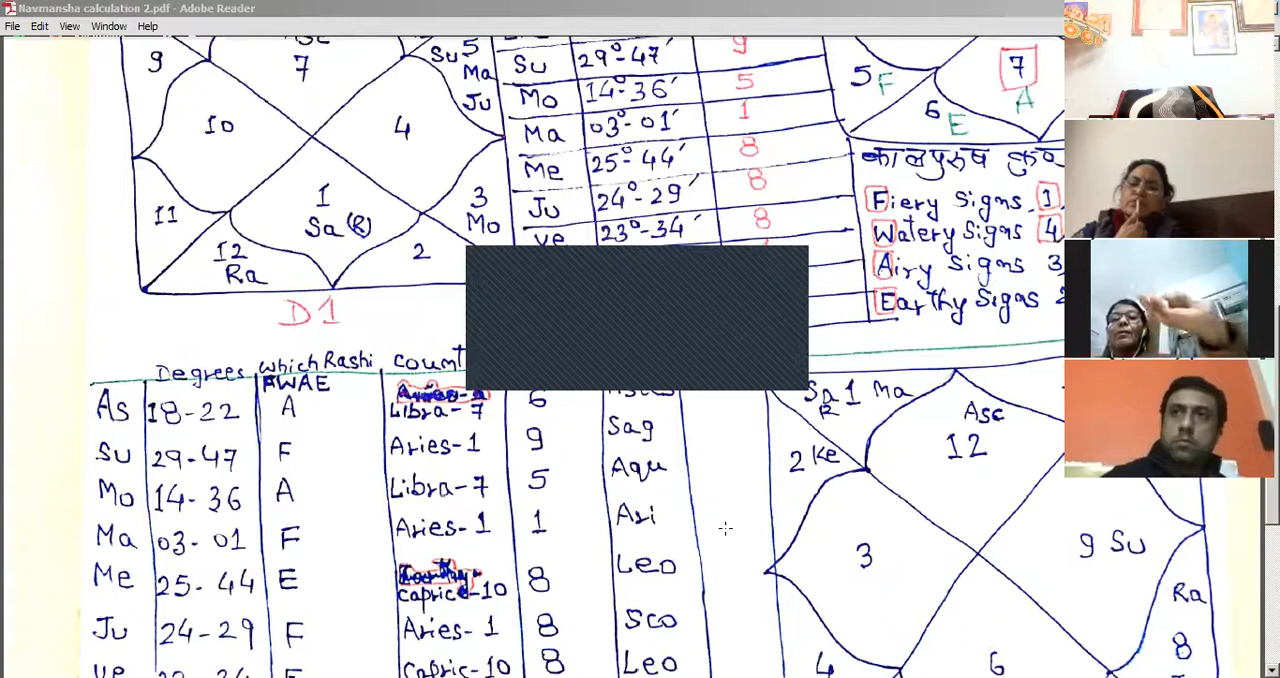 Navmansha calculation 2.pdf - Adobe Reader
File Edit View Window Help
9
7
Su 5
Ma
Ju
10
4
1
Sa (R)
3
Mo
11
12
Ra
2
D1
9
Su 29°-47′
Mo 14°-36′ 5
Ma 03°-01′ 1
Me 25°-44′ 8
Ju 24°-29′ 8
Ve 23°-34′ 8
5 F
7
A
6 E
Fiery Signs 1
Watery Signs 4
Airy Signs 3
Earthy Signs 2
Degrees which Rashi count
FWAE
As 18-22 A Libra-7 6
Su 29-47 F Aries-1 9 Sag
Mo 14-36 A Libra-7 5 Aqu
Ma 03-01 F Aries-1 1 Ari
Me 25-44 E Capric-10 8 Leo
Ju 24-29 F Aries-1 8 Sco
Ve Capric-10 8 Leo
Sa 1 Ma
R
Asc
12
2 Ke
3
9 Su
Ra
8
4
6